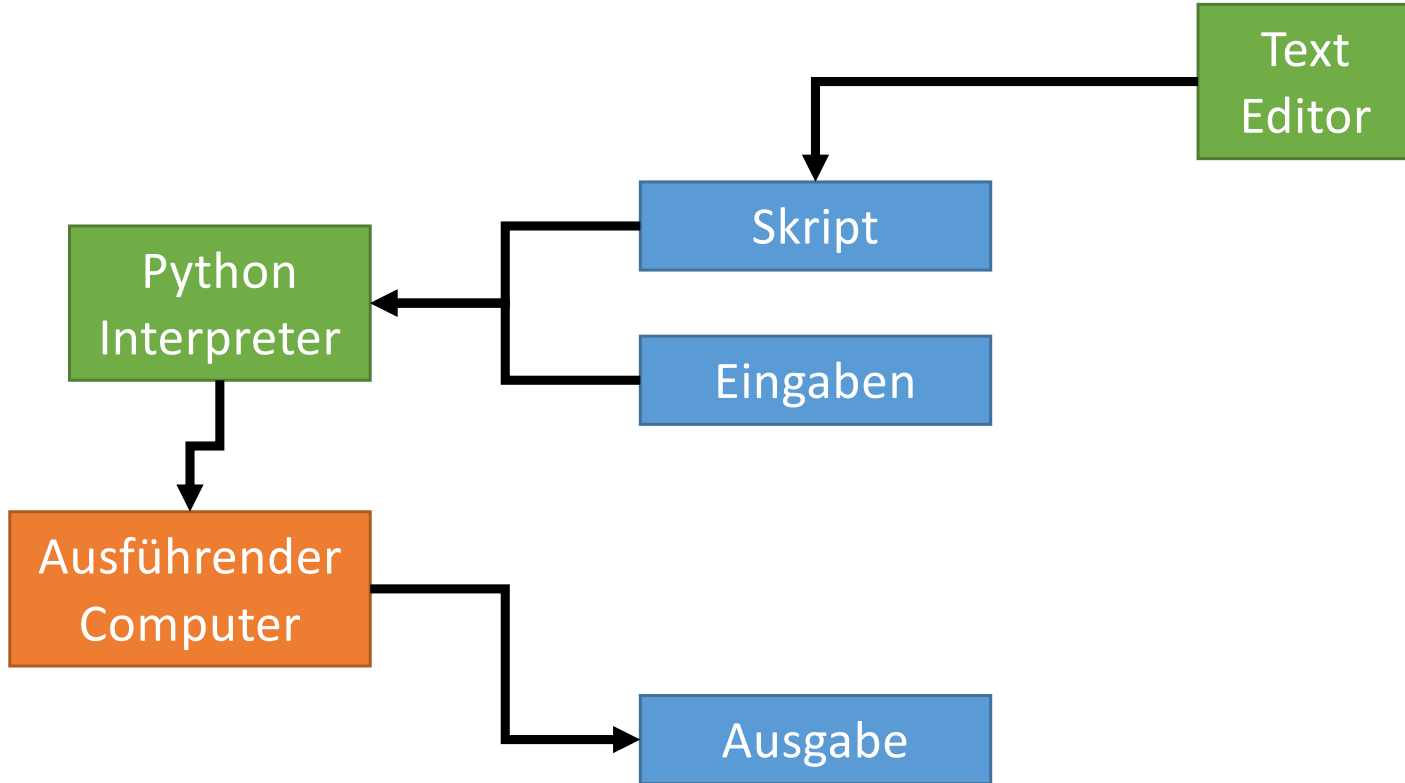 Text
Editor
Skript
Python
Interpreter
Eingaben
Ausführender
Computer
Ausgabe